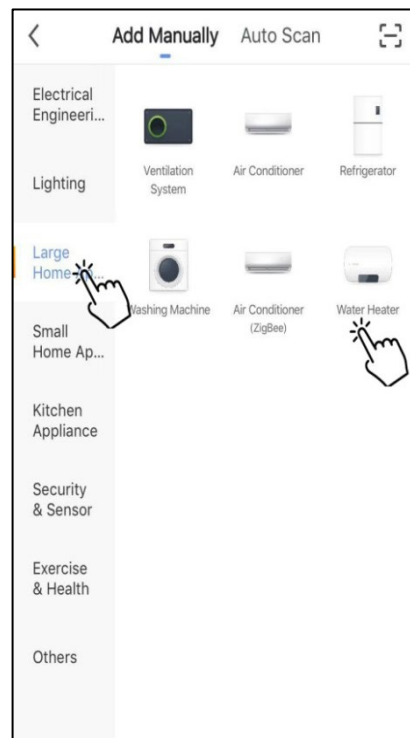 Add Manually Auto Scan
Electrical
Engineeri...
Lighting
Large
Home
Small
Home Ap...
Kitchen
Appliance
Security
& Sensor
Exercise
& Health
Others
Ventilation
System
Air Conditioner
Refrigerator
Washing Machine
Air Conditioner
(ZigBee)
Water Heater